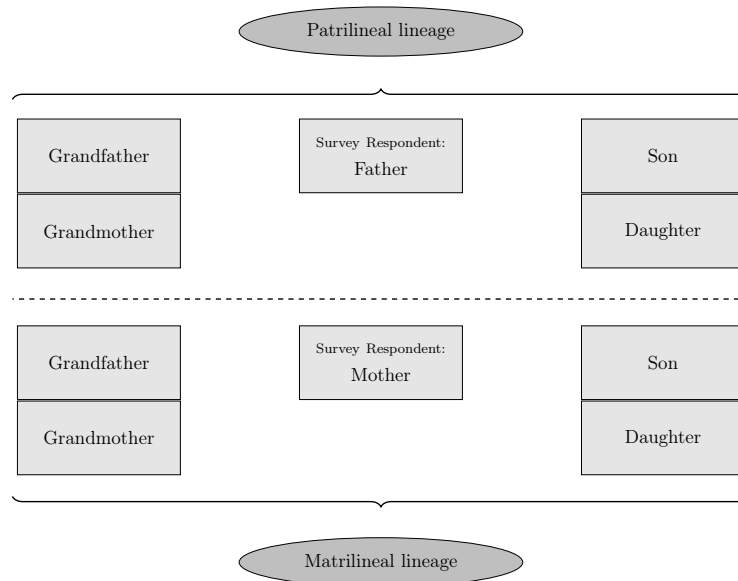 Patrilineal lineage
Grandfather
Survey Respondent:
Father
Son
Grandmother
Daughter
Grandfather
Survey Respondent:
Mother
Son
Grandmother
Daughter
Matrilineal lineage